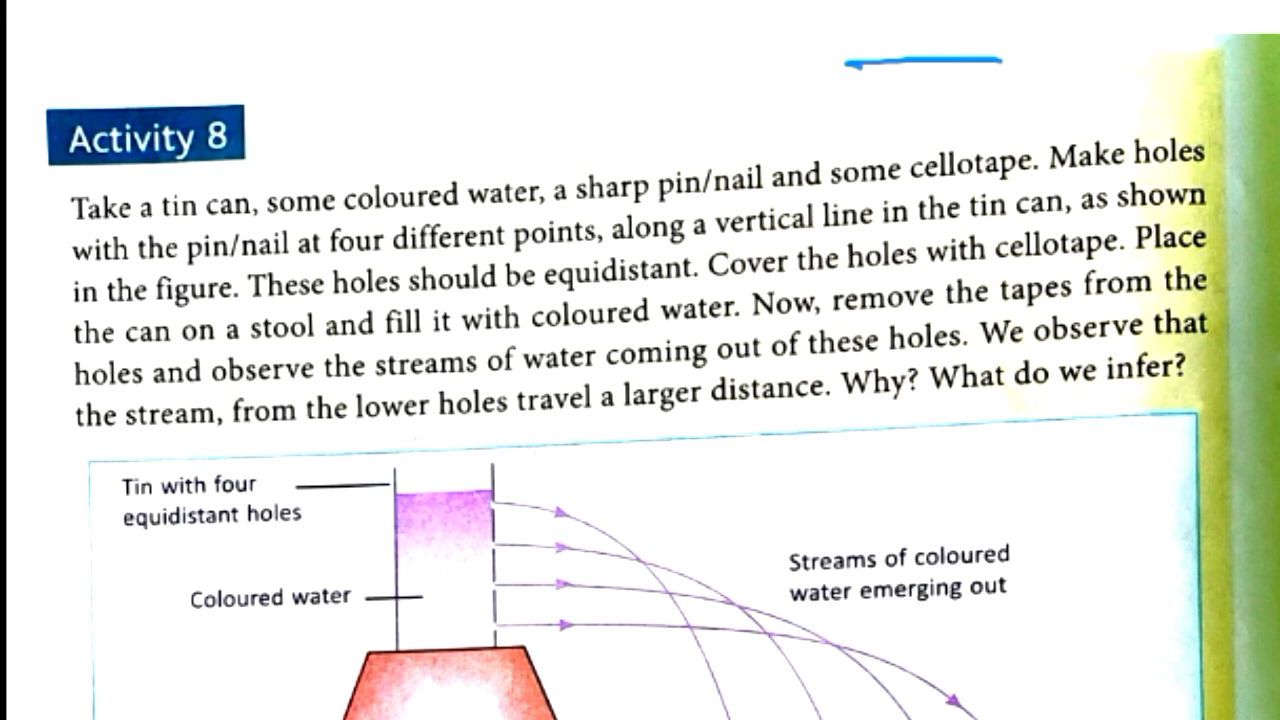 Activity 8
Take a tin can, some coloured water, a sharp pin/nail and some cellotape. Make holes
with the pin/nail at four different points, along a vertical line in the tin can, as shown
in the figure. These holes should be equidistant. Cover the holes with cellotape. Place
the can on a stool and fill it with coloured water. Now, remove the tapes from the
holes and observe the streams of water coming out of these holes. We observe that
the stream, from the lower holes travel a larger distance. Why? What do we infer?
Tin with four
equidistant holes
Coloured water
Streams of coloured
water emerging out